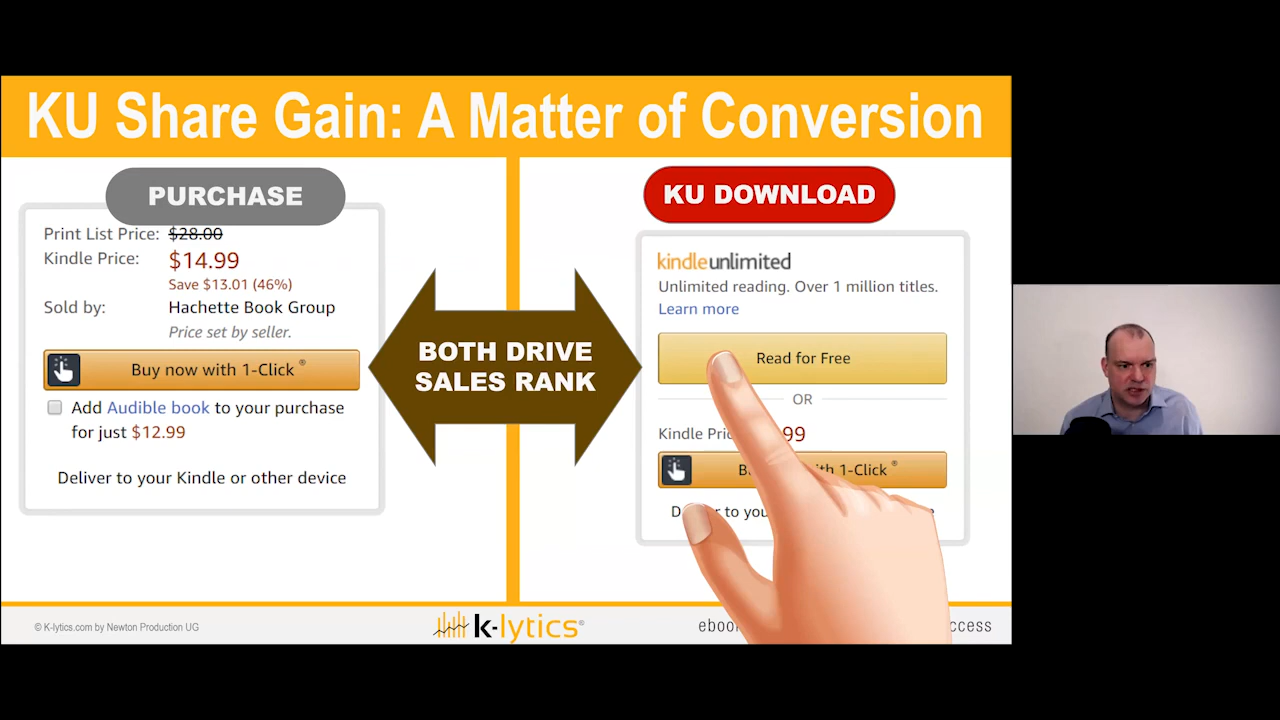 KU Share Gain: A Matter of Conversion
PURCHASE
Print List Price: $28.00
Kindle Price: $14.99
Save $13.01 (46%)
Sold by: Hachette Book Group
Price set by seller.
Buy now with 1-Click ®
Add Audible book to your purchase
for just $12.99
Deliver to your Kindle or other device
BOTH DRIVE
SALES RANK
KU DOWNLOAD
kindleunlimited
Unlimited reading. Over 1 million titles.
Learn more
Read for Free
OR
Kindle 99
1-Click ®
to
© K-lytics.com by Newton Production UG
k-lytics®